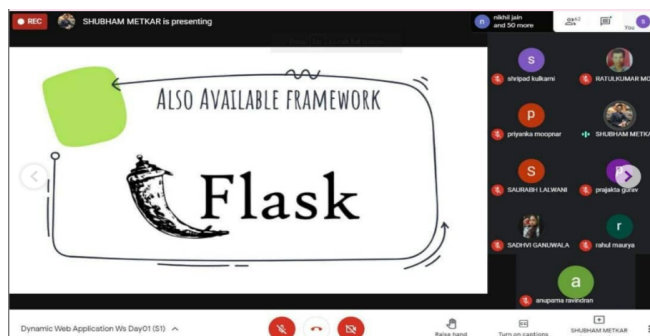 REC
SHUBHAM METKAR is presenting
nikhil jain
and 50 more
n
You
s
ALSO AVAILABLE FRAMEWORK
Flask
s
shripad kulkarni
RATULKUMAR MO
p
priyanka moopnar
SHUBHAM METKA
S
SAURABH LALWANI
p
prajakta gurav
SADHVI GANUWALA
r
rahul maurya
a
anupama ravindran
Dynamic Web Application Ws Day01 (S1)
Raise hand
Turn on captions
SHUBHAM METKAR